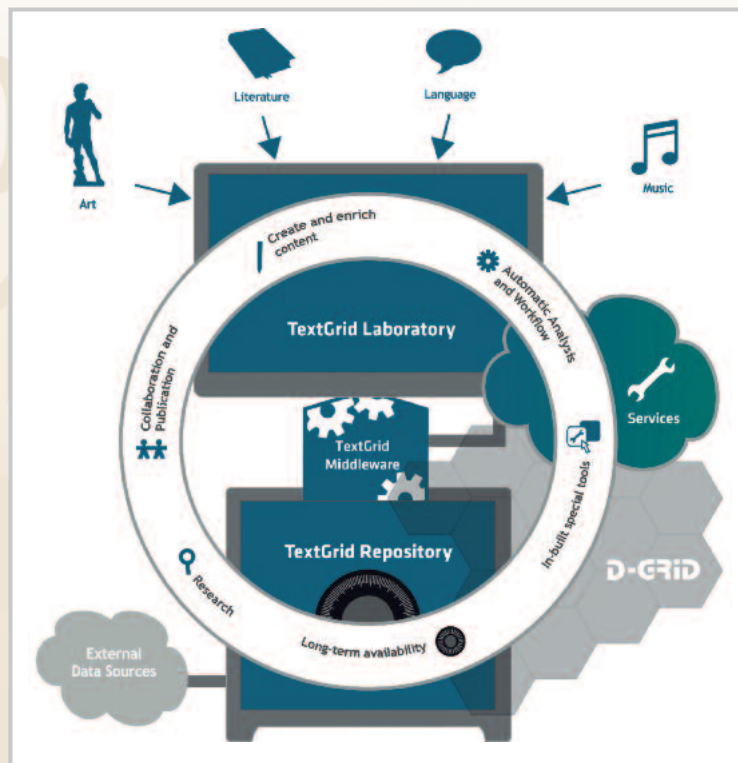 Literature
Language
Art
Music
Create and enrich
content
Automatic Analysis
and Workflow
TextGrid Laboratory
Collaboration and
Publication
Services
TextGrid
Middleware
In-built special tools
TextGrid Repository
D-GRID
Research
Long-term availability
External
Data Sources